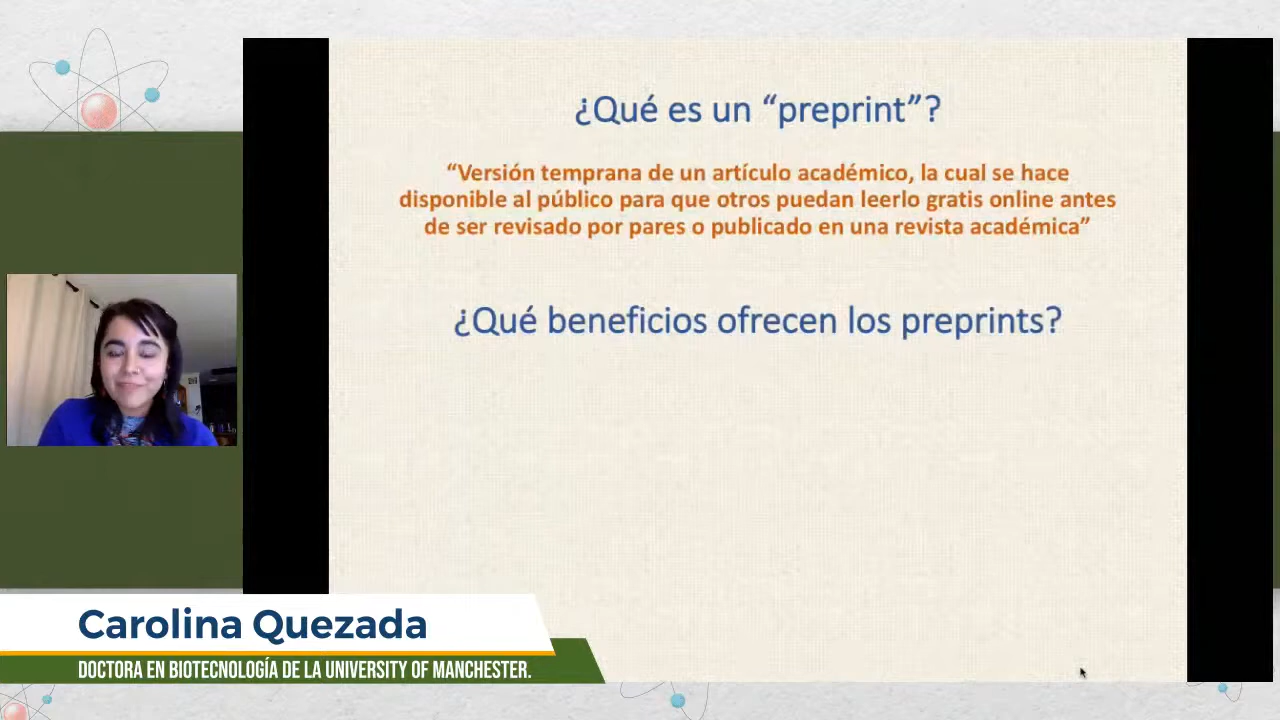 ¿Qué es un “preprint”?
“Versión temprana de un artículo académico, la cual se hace
disponible al público para que otros puedan leerlo gratis online antes
de ser revisado por pares o publicado en una revista académica”
¿Qué beneficios ofrecen los preprints?
Carolina Quezada
DOCTORA EN BIOTECNOLOGÍA DE LA UNIVERSITY OF MANCHESTER.